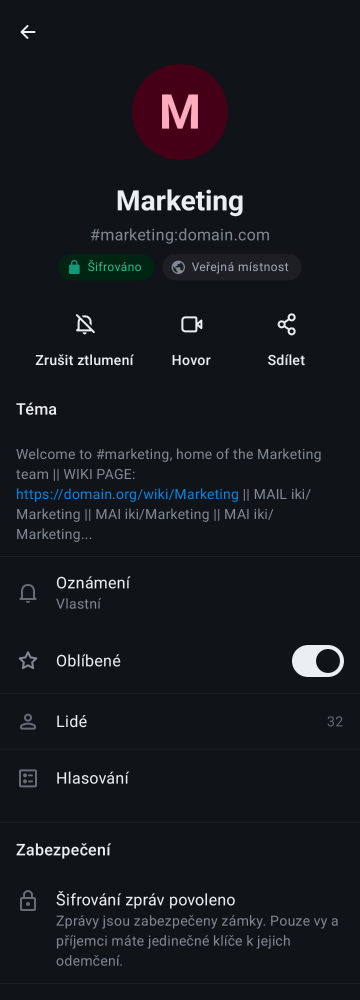 M
Marketing
#marketing:domain.com
Šifrováno
Veřejná místnost
Zrušit ztlumení
Hovor
Sdílet
Téma
Welcome to #marketing, home of the Marketing
team || WIKI PAGE:
https://domain.org/wiki/Marketing || MAIL iki/
Marketing || MAI iki/Marketing || MAI iki/
Marketing...
Oznámení
Vlastní
Oblíbené
Lidé
32
Hlasování
Zabezpečení
Šifrování zpráv povoleno
Zprávy jsou zabezpečeny zámky. Pouze vy a
příjemci máte jedinečné klíče k jejich
odemčení.